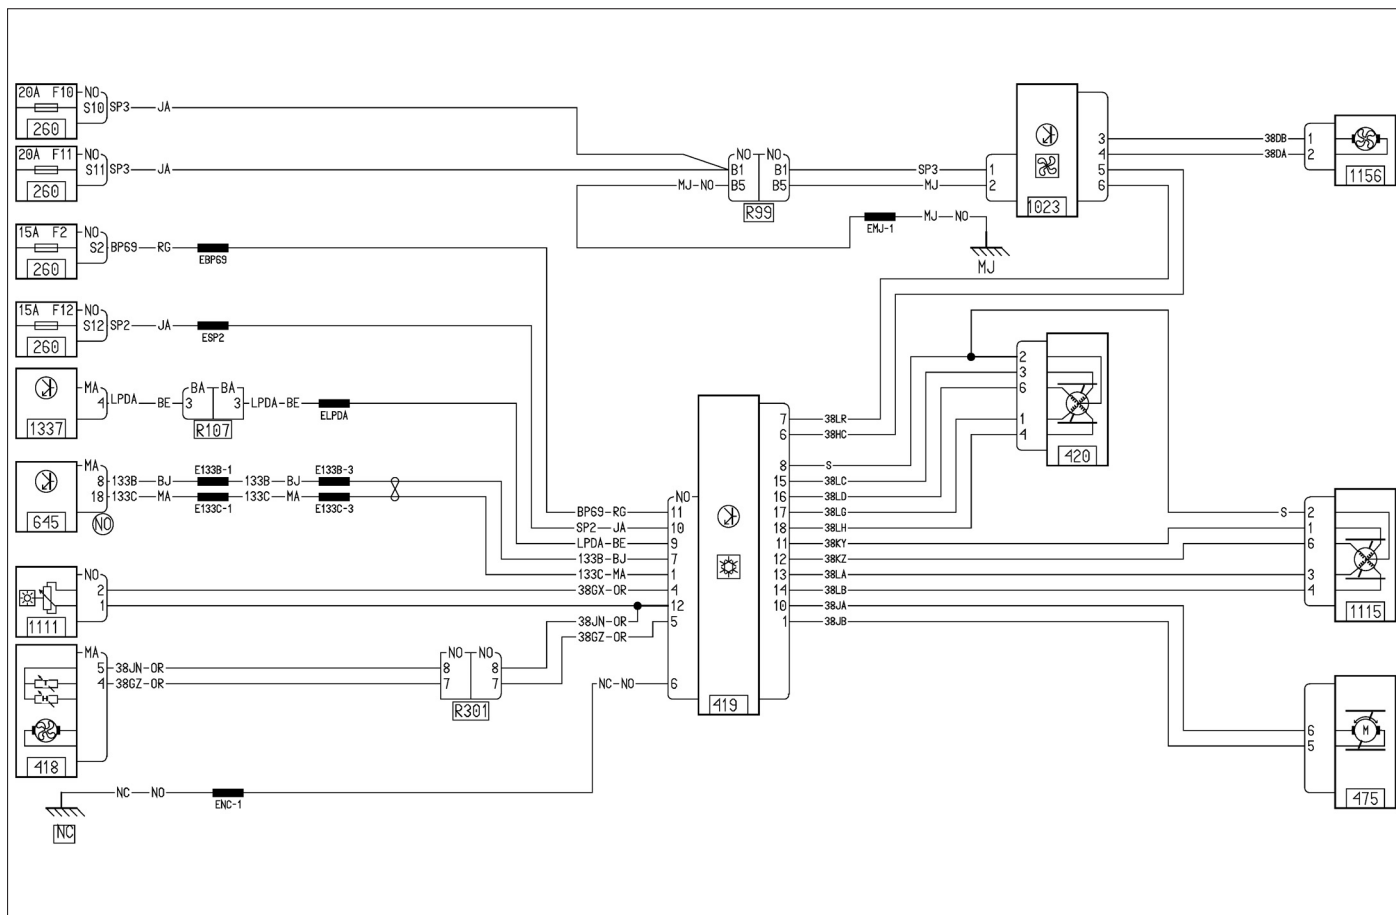 20A F10 NO
S10 SP3 JA
260
20A F11 NO
S11 SP3 JA
260
NO NO
B1 B1 SP3 1
MJ-NO B5 B5 MJ 2
R99
1023
3 38DB 1
4 38DA 2
5
6
1156
EMJ-1
MJ NO
MJ
15A F2 NO
S2 BP69 RG
EBP69
260
15A F12 NO
S12 SP2 JA
ESP2
260
MA
4 LPDA BE
BA BA
3 3 LPDA-BE
ELPDA
1337
R107
MA
8 133B BJ E133B-1 133B BJ E133B-3
18 133C MA E133C-1 133C MA E133C-3
645
NO
NO
2
1
1111
MA
5 38JN-OR
4 38GZ-OR
418
NO NO
8 8
7 7
R301
NO
BP69-RG 11
SP2-JA 10
LPDA-BE 9
133B-BJ 7
133C-MA 1
38GX-OR 4
12
38JN-OR
38GZ-OR 5
NC-NO 6
419
7 38LR
6 38HC
8 S
15 38LC
16 38LD
17 38LG
18 38LH
11 38KY
12 38KZ
13 38LA
14 38LB
10 38JA
1 38JB
2
3
6
1
4
420
S 2
1
6
3
4
1115
M
6
5
475
NC NO
ENC-1
NC